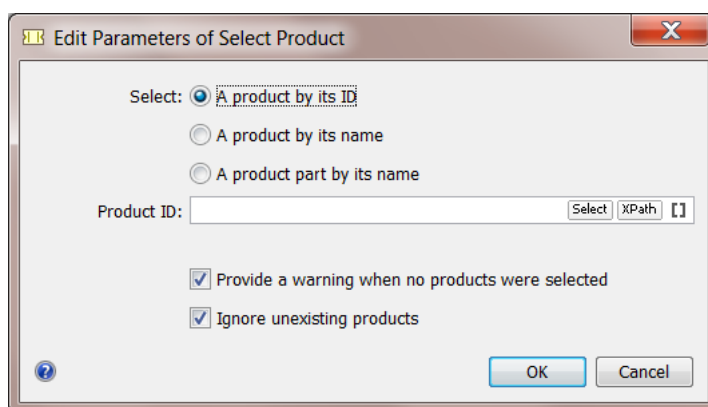 Edit Parameters of Select Product
Select: A product by its ID
A product by its name
A product part by its name
Product ID: Select XPath []
Provide a warning when no products were selected
Ignore unexisting products
? OK Cancel